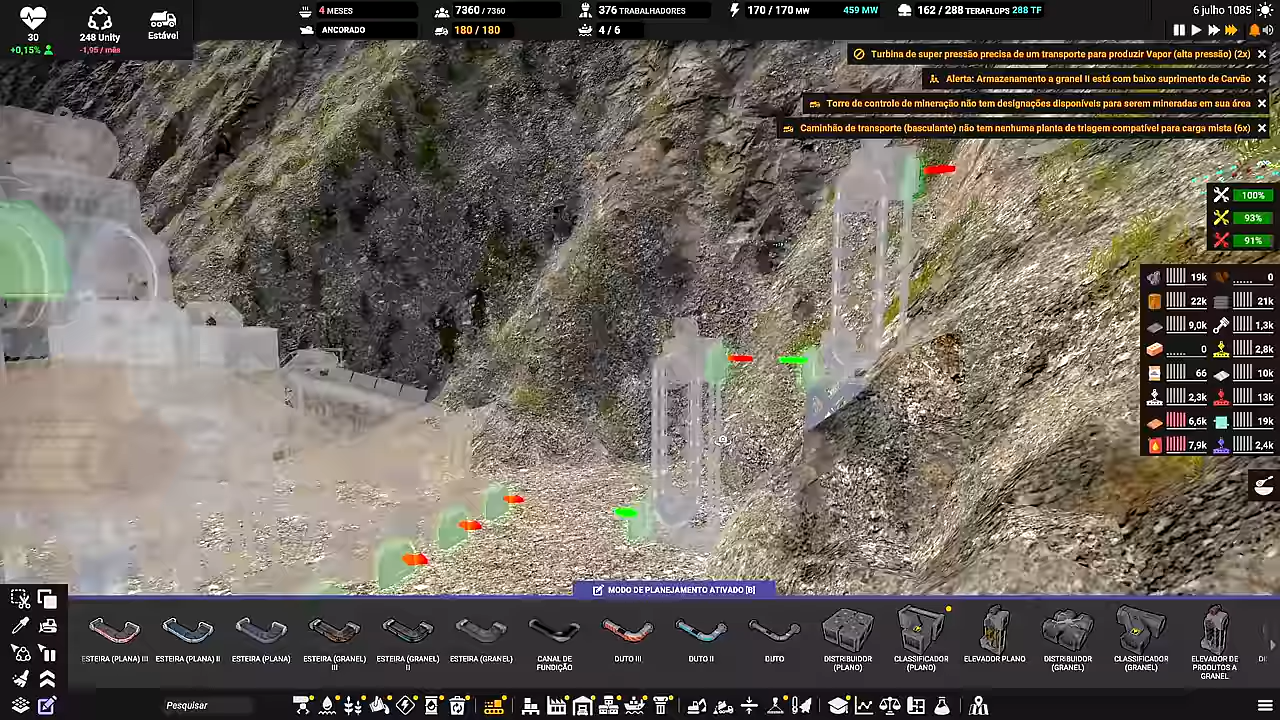 30
+0,15%
248 Unity
-1,95 / mês
Estável
4 MESES
ANCORADO
7360 / 7360
180 / 180
376 TRABALHADORES
4 / 6
170 / 170 MW 459 MW
162 / 288 TERAFLOPS 288 TF
6 julho 1085
Turbina de super pressão precisa de um transporte para produzir Vapor (alta pressão) (2x)
Alerta: Armazenamento a granel II está com baixo suprimento de Carvão
Torre de controle de mineração não tem designações disponíveis para serem mineradas em sua área
Caminhão de transporte (basculante) não tem nenhuma planta de triagem compatível para carga mista (6x)
100%
93%
91%
19k 0
22k 21k
9,0k 1,3k
0 2,8k
66 10k
2,3k 13k
6,6k 19k
7,9k 2,4k
MODO DE PLANEJAMENTO ATIVADO [B]
ESTEIRA (PLANA) III
ESTEIRA (PLANA) II
ESTEIRA (PLANA)
ESTEIRA (GRANEL)
III
ESTEIRA (GRANEL)
II
ESTEIRA (GRANEL)
CANAL DE
FUNDIÇÃO
DUTO III
DUTO II
DUTO
DISTRIBUIDOR
(PLANO)
CLASSIFICADOR
(PLANO)
ELEVADOR PLANO
DISTRIBUIDOR
(GRANEL)
CLASSIFICADOR
(GRANEL)
ELEVADOR DE
PRODUTOS A
GRANEL
Pesquisar